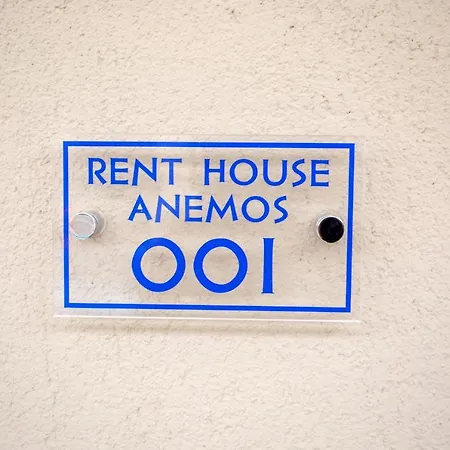 RENT HOUSE
ANEMOS
001